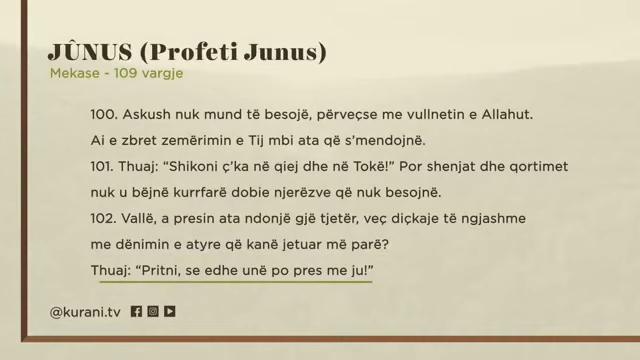 JÛNUS (Profeti Junus)
Mekase - 109 vargje
100. Askush nuk mund të besojë, përveçse me vullnetin e Allahut.
Ai e zbret zemërimin e Tij mbi ata që s’mendojnë.
101. Thuaj: “Shikoni ç’ka në qiej dhe në Tokë!” Por shenjat dhe qortimet
nuk u bëjnë kurrfarë dobie njerëzve që nuk besojnë.
102. Vallë, a presin ata ndonjë gjë tjetër, veç diçkaje të ngjashme
me dënimin e atyre që kanë jetuar më parë?
Thuaj: “Pritni, se edhe unë po pres me ju!”
@kurani.tv